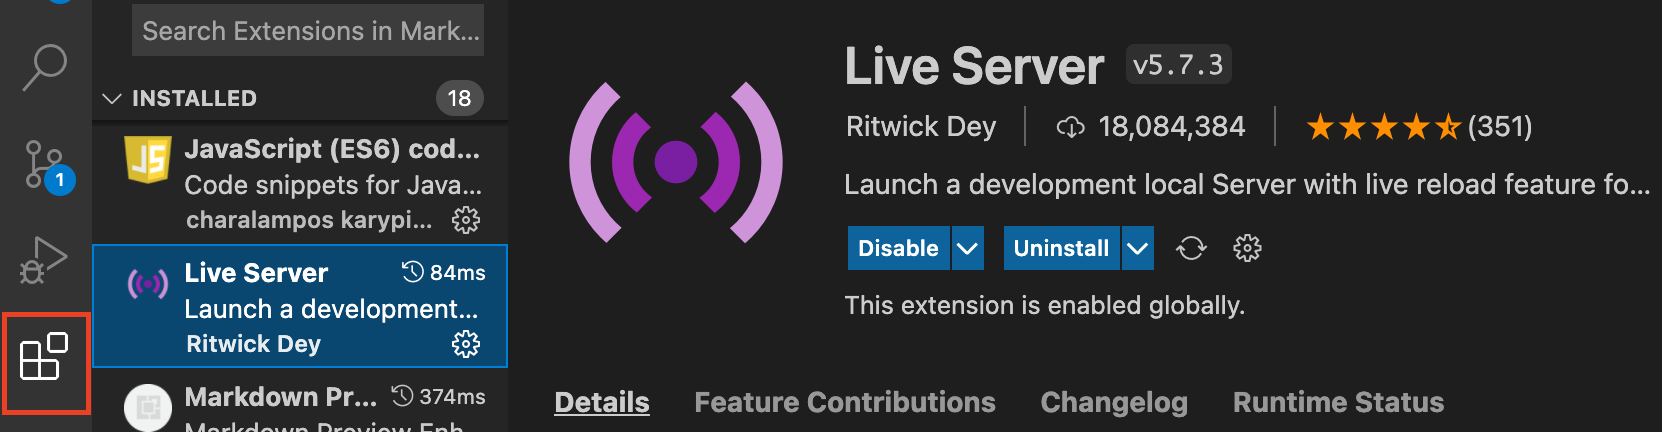 Search Extensions in Mark...
INSTALLED 18
JS
JavaScript (ES6) cod...
Code snippets for Java...
charalampos karypi...
1
Live Server 84ms
Launch a development...
Ritwick Dey
Markdown Pr... 374ms
Markdown Preview Enh
Live Server v5.7.3
Ritwick Dey 18,084,384 (351)
Launch a development local Server with live reload feature fo...
Disable Uninstall
This extension is enabled globally.
Details Feature Contributions Changelog Runtime Status